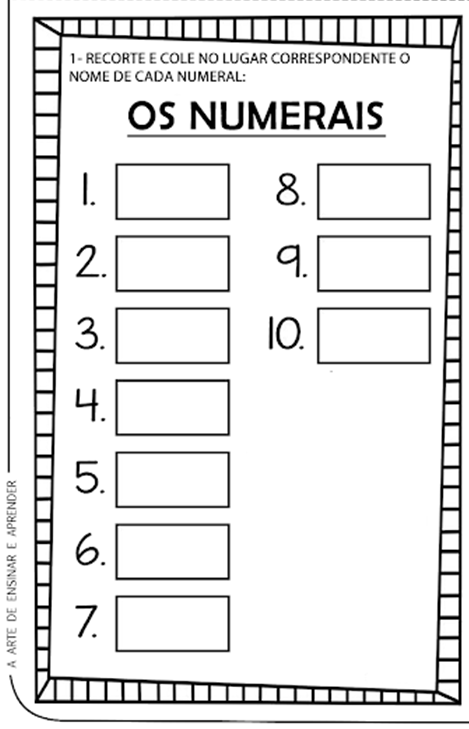 1- RECORTE E COLE NO LUGAR CORRESPONDENTE O
NOME DE CADA NUMERAL:
OS NUMERAIS
1.
2.
3.
4.
5.
6.
7.
8.
9.
10.
A ARTE DE ENSINAR E APRENDER